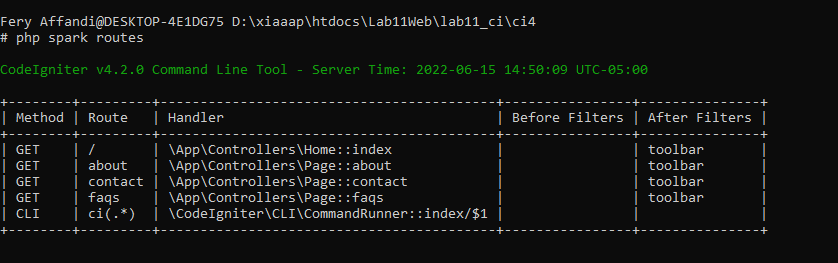 Fery Affandi@DESKTOP-4E1DG75 D:\xiaaap\htdocs\Lab11Web\lab11_ci\ci4
# php spark routes
CodeIgniter v4.2.0 Command Line Tool - Server Time: 2022-06-15 14:50:09 UTC-05:00
+--------+---------+------------------------------------------+----------------+---------------+
| Method | Route   | Handler                                  | Before Filters | After Filters |
+--------+---------+------------------------------------------+----------------+---------------+
| GET    | /       | \App\Controllers\Home::index             |                | toolbar       |
| GET    | about   | \App\Controllers\Page::about             |                | toolbar       |
| GET    | contact | \App\Controllers\Page::contact           |                | toolbar       |
| GET    | faqs    | \App\Controllers\Page::faqs              |                | toolbar       |
| CLI    | ci(.*)  | \CodeIgniter\CLI\CommandRunner::index/$1 |                |               |
+--------+---------+------------------------------------------+----------------+---------------+